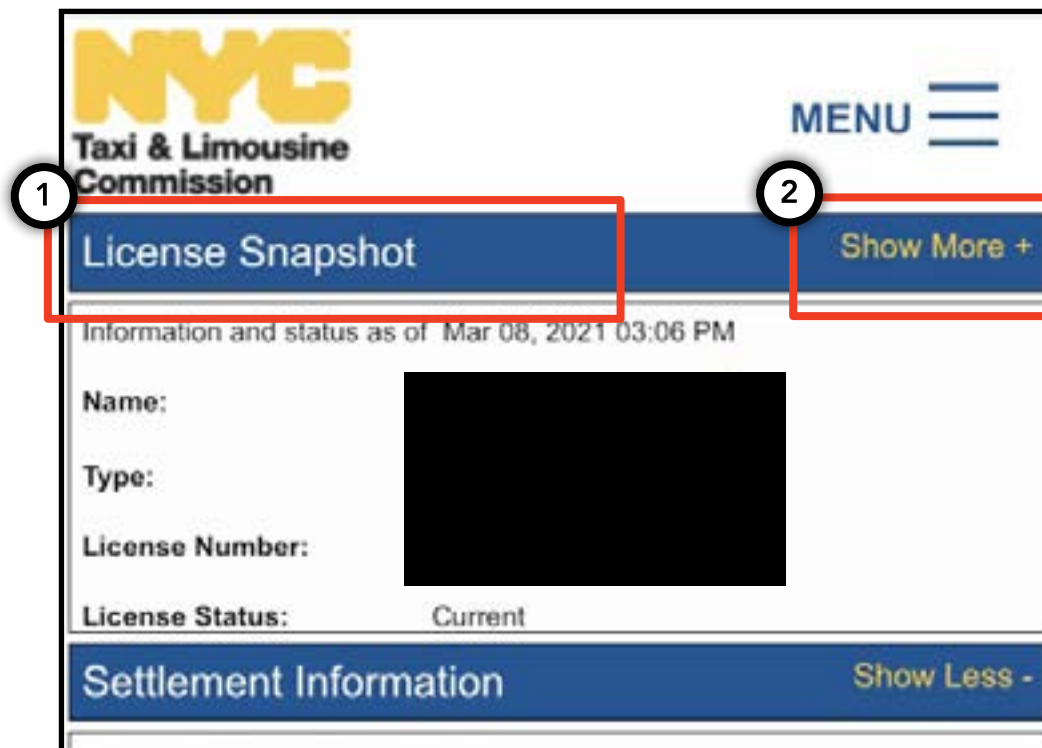 NYC
Taxi & Limousine
Commission
MENU
1
2
License Snapshot
Show More +
Information and status as of Mar 08, 2021 03:06 PM
Name:
Type:
License Number:
License Status: Current
Settlement Information
Show Less -